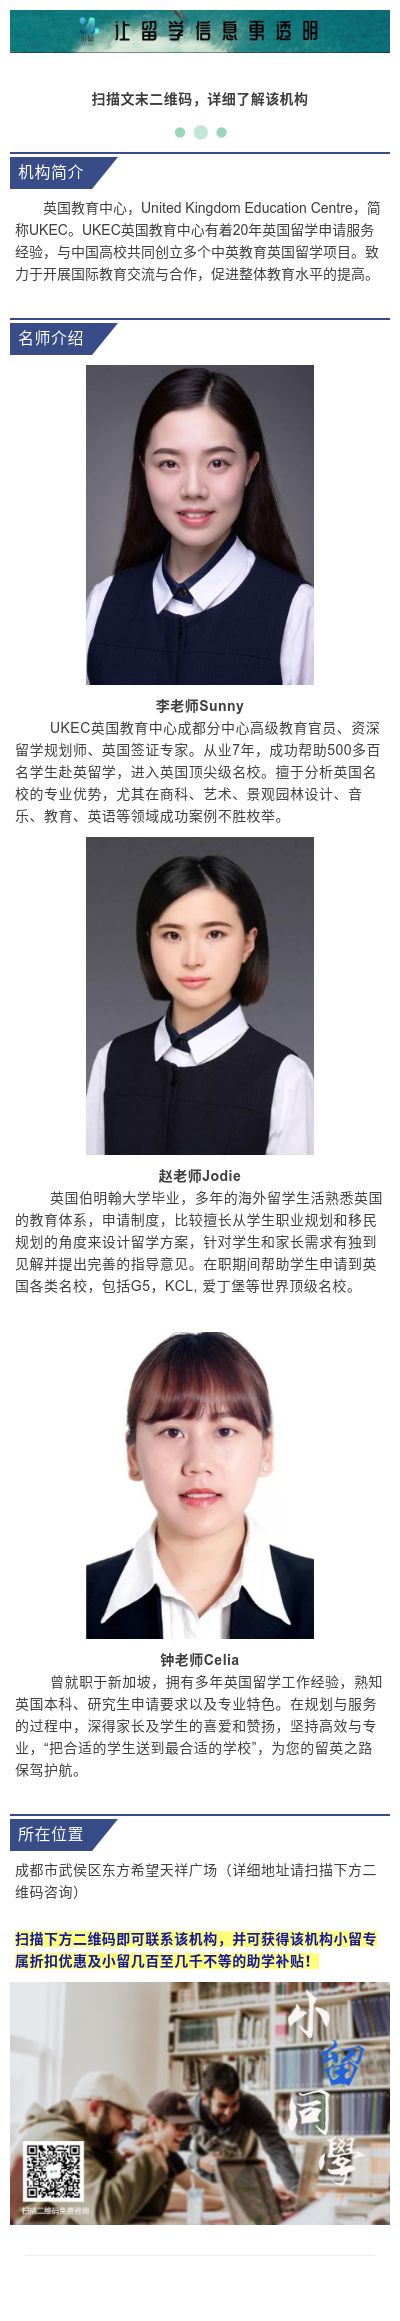 小留
让留学信息更透明
扫描文末二维码，详细了解该机构
机构简介
英国教育中心，United Kingdom Education Centre，简
称UKEC。UKEC英国教育中心有着20年英国留学申请服务
经验，与中国高校共同创立多个中英教育英国留学项目。致
力于开展国际教育交流与合作，促进整体教育水平的提高。
名师介绍
李老师Sunny
UKEC英国教育中心成都分中心高级教育官员、资深
留学规划师、英国签证专家。从业7年，成功帮助500多百
名学生赴英留学，进入英国顶尖级名校。擅于分析英国名
校的专业优势，尤其在商科、艺术、景观园林设计、音
乐、教育、英语等领域成功案例不胜枚举。
赵老师Jodie
英国伯明翰大学毕业，多年的海外留学生活熟悉英国
的教育体系，申请制度，比较擅长从学生职业规划和移民
规划的角度来设计留学方案，针对学生和家长需求有独到
见解并提出完善的指导意见。在职期间帮助学生申请到英
国各类名校，包括G5，KCL, 爱丁堡等世界顶级名校。
钟老师Celia
曾就职于新加坡，拥有多年英国留学工作经验，熟知
英国本科、研究生申请要求以及专业特色。在规划与服务
的过程中，深得家长及学生的喜爱和赞扬，坚持高效与专
业，“把合适的学生送到最合适的学校”，为您的留英之路
保驾护航。
所在位置
成都市武侯区东方希望天祥广场（详细地址请扫描下方二
维码咨询）
扫描下方二维码即可联系该机构，并可获得该机构小留专
属折扣优惠及小留几百至几千不等的助学补贴！
小留同學
扫描二维码免费咨询